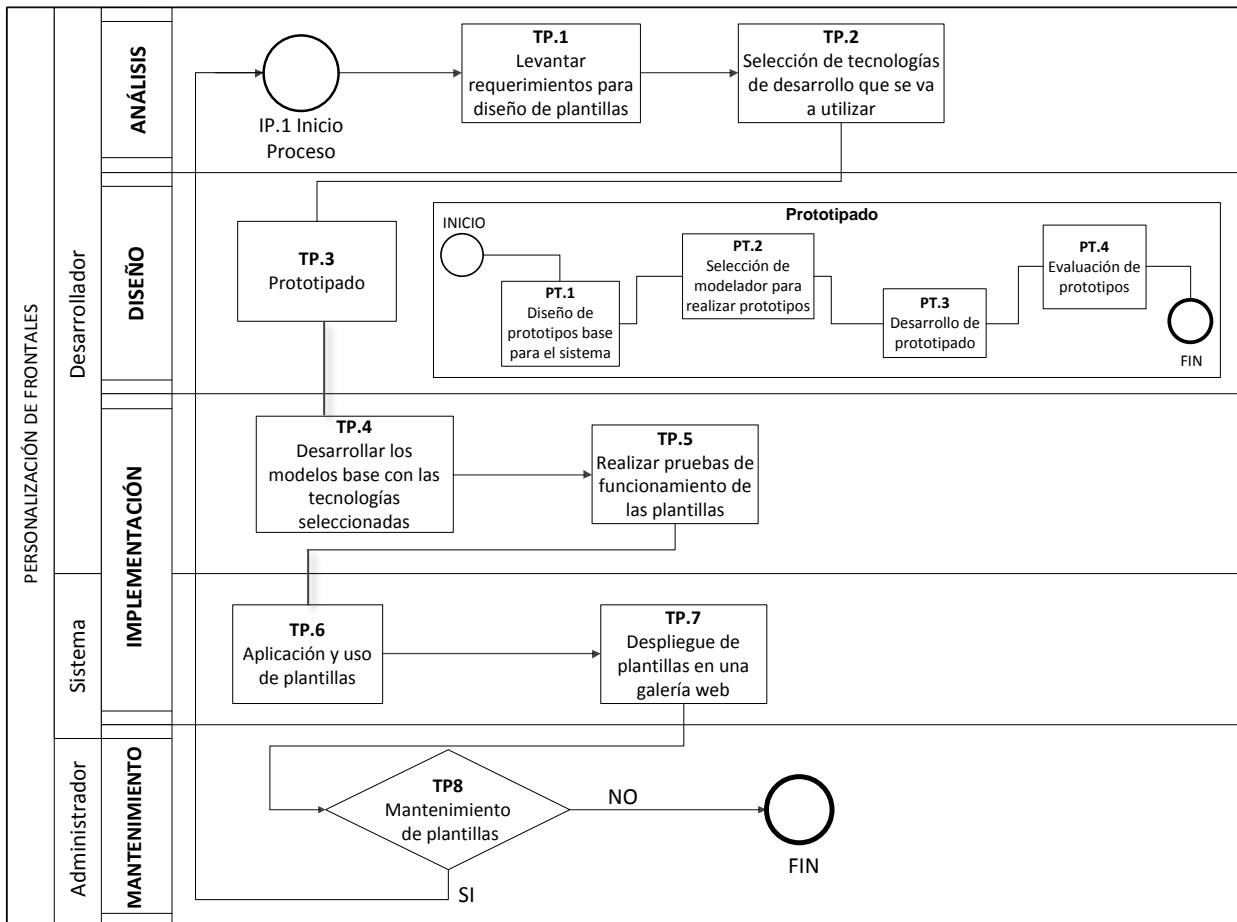 PERSONALIZACIÓN DE FRONTALES
Desarrollador
Sistema
Administrador
ANÁLISIS
DISEÑO
IMPLEMENTACIÓN
MANTENIMIENTO
IP.1 Inicio
Proceso
TP.1
Levantar
requerimientos para
diseño de plantillas
TP.2
Selección de tecnologías
de desarrollo que se va
a utilizar
TP.3
Prototipado
Prototipado
INICIO
PT.1
Diseño de
prototipos base
para el sistema
PT.2
Selección de
modelador para
realizar prototipos
PT.3
Desarrollo de
prototipado
PT.4
Evaluación de
prototipos
FIN
TP.4
Desarrollar los
modelos base con las
tecnologías
seleccionadas
TP.5
Realizar pruebas de
funcionamiento de
las plantillas
TP.6
Aplicación y uso
de plantillas
TP.7
Despliegue de
plantillas en una
galería web
TP8
Mantenimiento
de plantillas
NO
SI
FIN